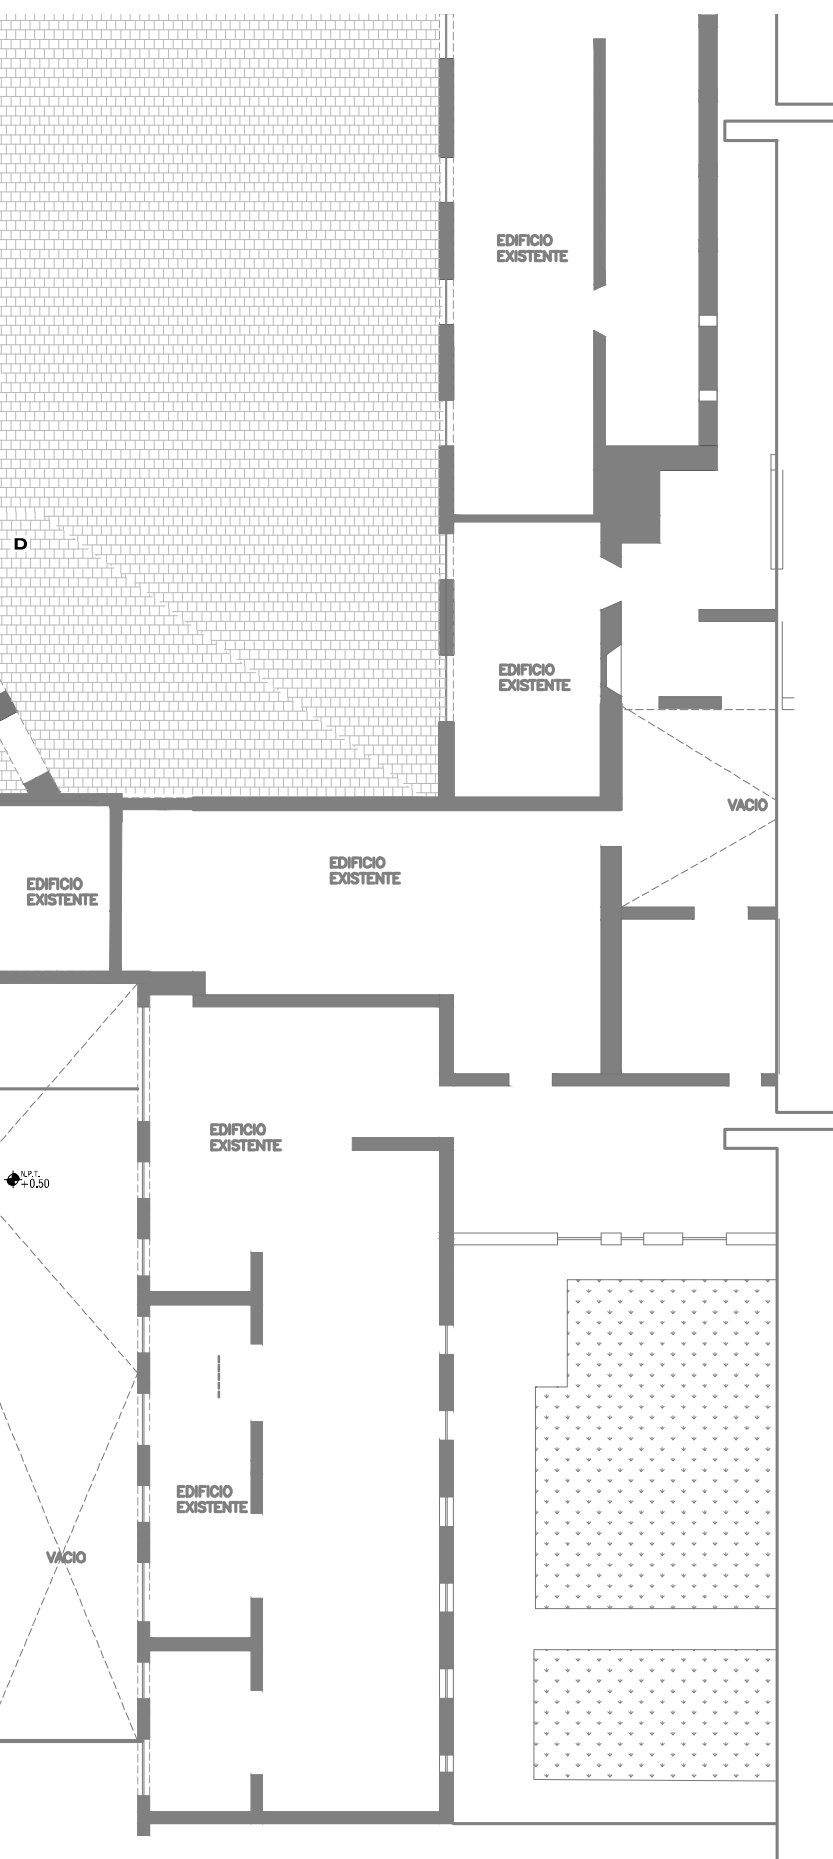 EDIFICIO
EXISTENTE
D
EDIFICIO
EXISTENTE
VACIO
EDIFICIO
EXISTENTE
EDIFICIO
EXISTENTE
EDIFICIO
EXISTENTE
N.P.T.
+0.50
EDIFICIO
EXISTENTE
VACIO